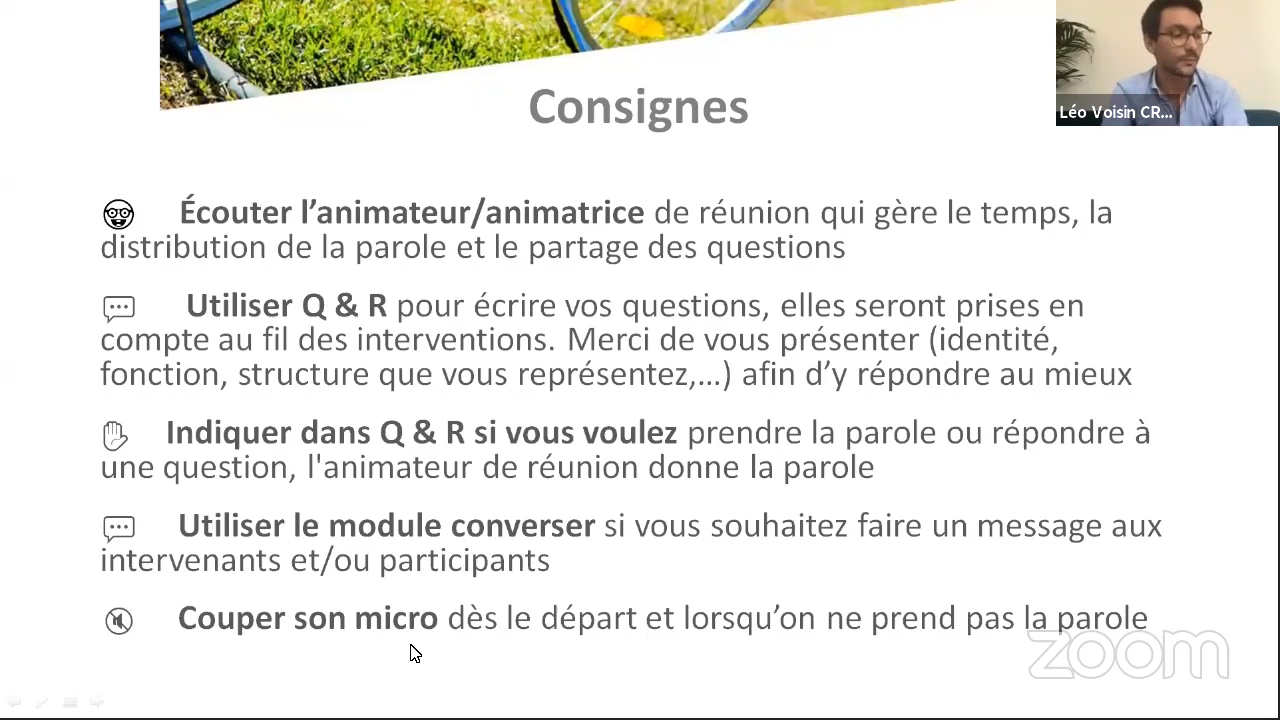 Consignes
Léo Voisin CR...
Écouter l’animateur/animatrice de réunion qui gère le temps, la
distribution de la parole et le partage des questions
Utiliser Q & R pour écrire vos questions, elles seront prises en
compte au fil des interventions. Merci de vous présenter (identité,
fonction, structure que vous représentez,...) afin d’y répondre au mieux
Indiquer dans Q & R si vous voulez prendre la parole ou répondre à
une question, l'animateur de réunion donne la parole
Utiliser le module converser si vous souhaitez faire un message aux
intervenants et/ou participants
Couper son micro dès le départ et lorsqu’on ne prend pas la parole
zoom